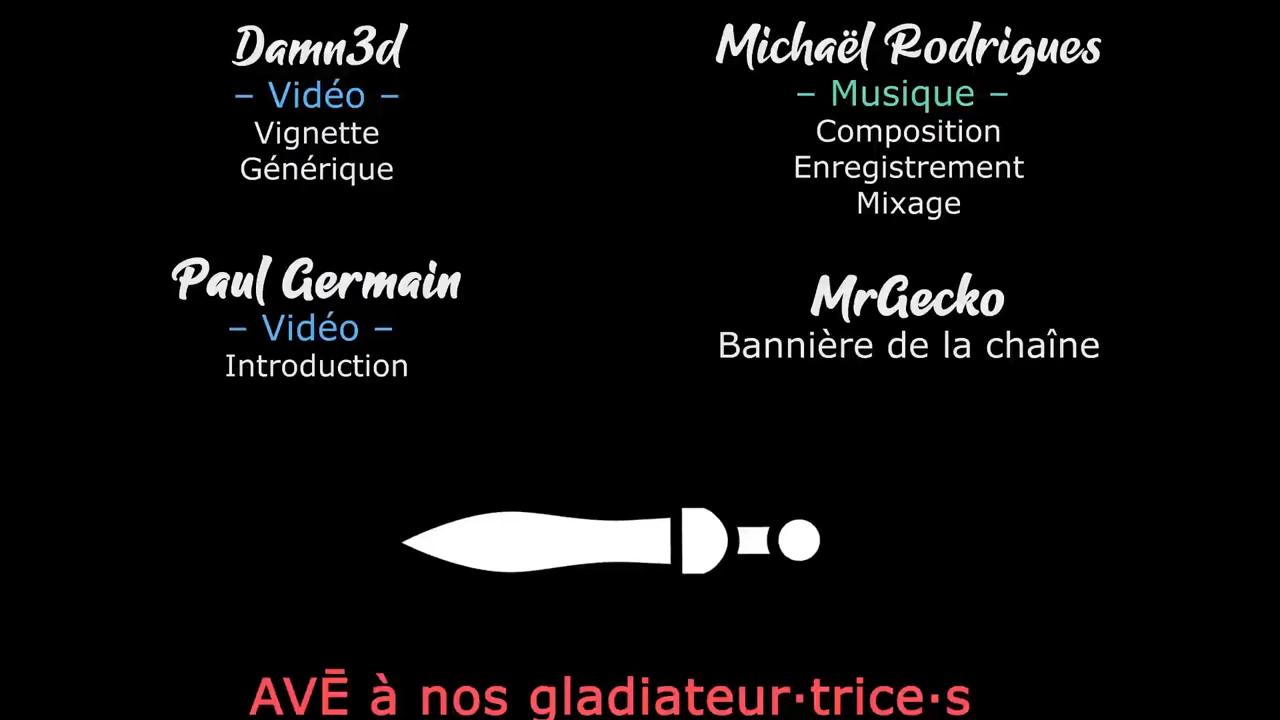 Damn3d
– Vidéo –
Vignette
Générique
Michaël Rodrigues
– Musique –
Composition
Enregistrement
Mixage
Paul Germain
– Vidéo –
Introduction
MrGecko
Bannière de la chaîne
AVĒ à nos gladiateur·trice·s